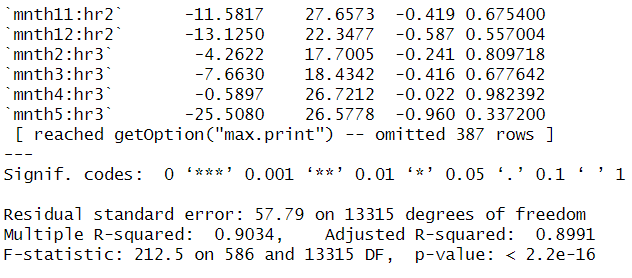 `mnth11:hr2` -11.5817 27.6573 -0.419 0.675400
`mnth12:hr2` -13.1250 22.3477 -0.587 0.557004
`mnth2:hr3` -4.2622 17.7005 -0.241 0.809718
`mnth3:hr3` -7.6630 18.4342 -0.416 0.677642
`mnth4:hr3` -0.5897 26.7212 -0.022 0.982392
`mnth5:hr3` -25.5080 26.5778 -0.960 0.337200
[ reached getOption("max.print") -- omitted 387 rows ]
---
Signif. codes: 0 ‘***’ 0.001 ‘**’ 0.01 ‘*’ 0.05 ‘.’ 0.1 ‘ ’ 1
Residual standard error: 57.79 on 13315 degrees of freedom
Multiple R-squared: 0.9034, Adjusted R-squared: 0.8991
F-statistic: 212.5 on 586 and 13315 DF, p-value: < 2.2e-16